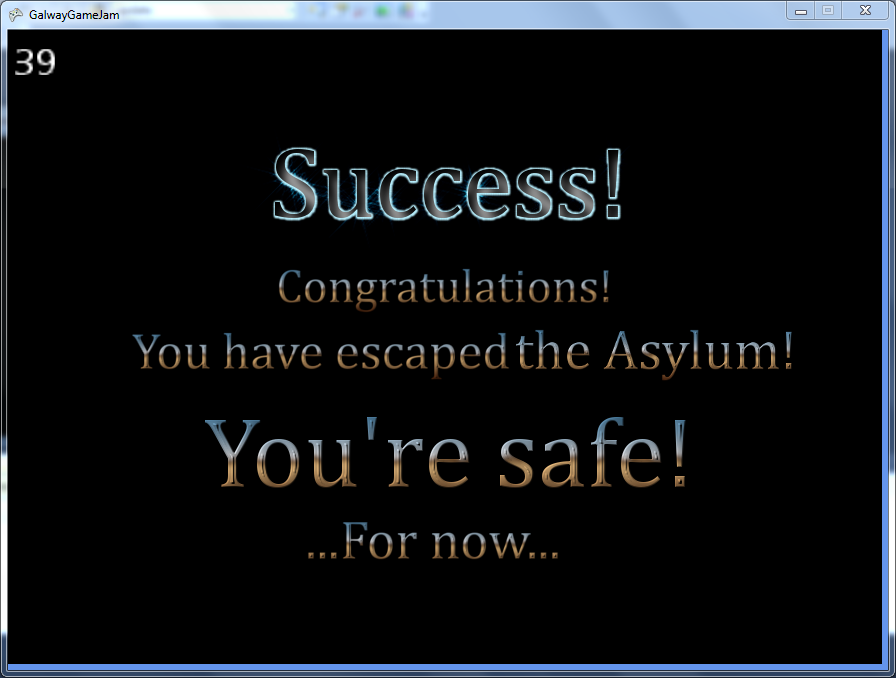 GalwayGameJam
39
Success!
Congratulations!
You have escaped the Asylum!
You're safe!
...For now...